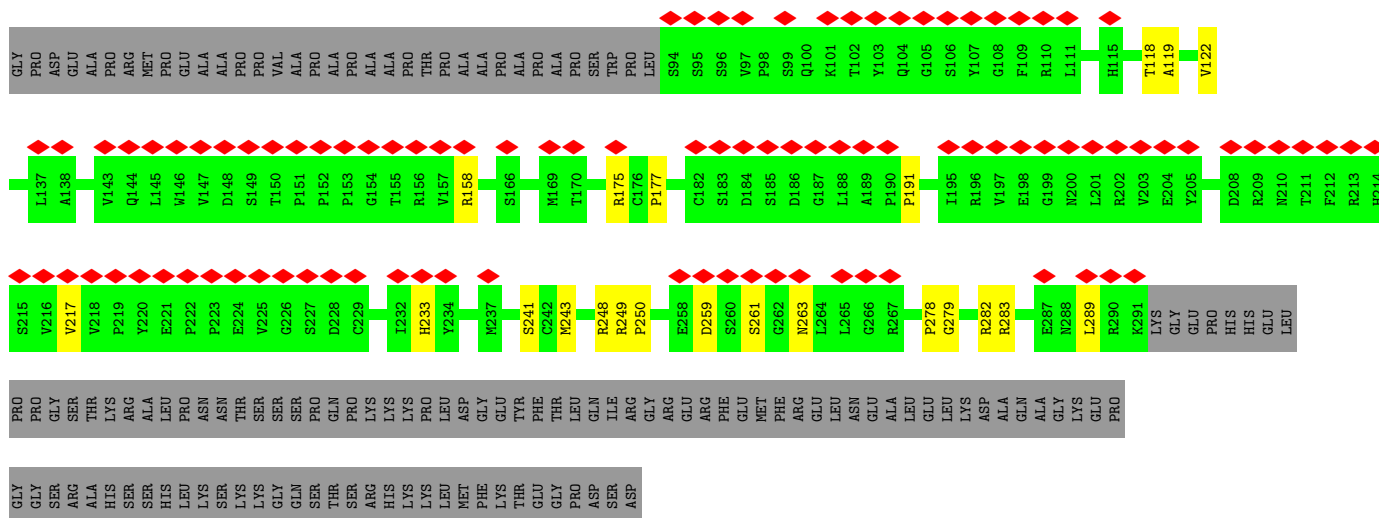 GLY PRO ASP GLU ALA PRO ARG MET PRO GLU ALA ALA PRO PRO VAL ALA PRO ALA PRO ALA ALA PRO THR PRO ALA ALA PRO ALA PRO ALA PRO SER TRP PRO LEU S94 S95 S96 V97 P98 S99 Q100 K101 T102 Y103 Q104 G105 S106 Y107 G108 F109 R110 L111 H115 T118 A119 V122
L137 A138 V143 Q144 L145 W146 V147 D148 S149 T150 P151 P152 P153 G154 T155 R156 V157 R158 S166 M169 T170 R175 C176 P177 C182 S183 D184 S185 D186 G187 L188 A189 P190 P191 I195 R196 V197 E198 G199 N200 L201 R202 V203 E204 Y205 D208 R209 N210 T211 F212 R213 H214
S215 V216 V217 V218 P219 Y220 E221 P222 P223 E224 V225 G226 S227 D228 C229 I232 H233 Y234 M237 S241 C242 M243 R248 R249 P250 E258 D259 S260 S261 G262 N263 L264 L265 G266 R267 P278 G279 R282 R283 E287 N288 L289 R290 K291 LYS GLY GLU PRO HIS HIS GLU LEU
PRO PRO GLY SER THR LYS ARG ALA LEU PRO ASN ASN THR SER SER SER PRO GLN PRO LYS LYS LYS PRO LEU ASP GLY GLU TYR PHE THR LEU GLN ILE ARG GLY ARG GLU ARG PHE GLU MET PHE ARG GLU LEU ASN GLU ALA LEU GLU LEU LYS ASP ALA GLN ALA GLY LYS GLU PRO
GLY GLY SER ARG ALA HIS SER SER HIS LEU LYS SER LYS LYS GLY GLN SER THR SER ARG HIS LYS LYS LEU MET PHE LYS THR GLU GLY PRO ASP SER ASP